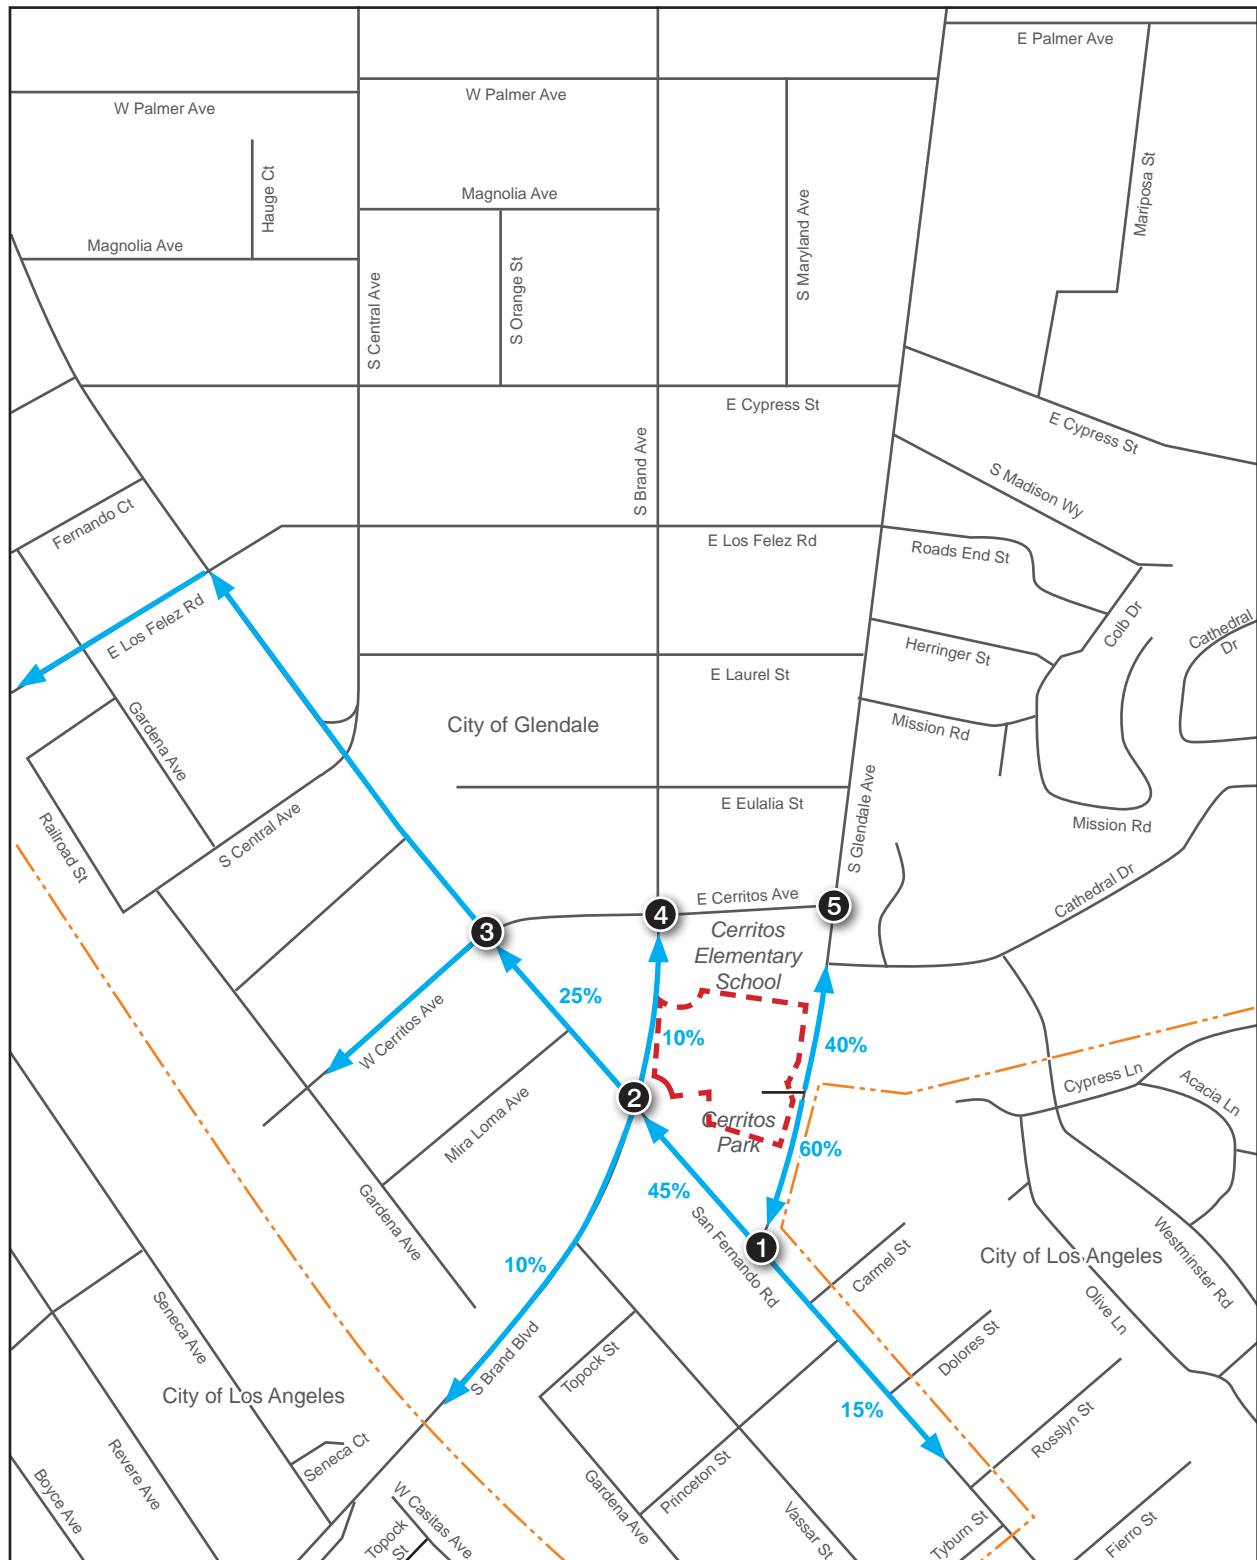 E Palmer Ave
W Palmer Ave
W Palmer Ave
Hauge Ct
Mariposa St
Magnolia Ave
S Maryland Ave
Magnolia Ave
S Central Ave
S Orange St
E Cypress St
E Cypress St
S Brand Ave
S Madison Wy
Fernando Ct
E Los Felez Rd
Roads End St
E Los Felez Rd
Colb Dr
Cathedral
Dr
Herringer St
E Laurel St
Gardena Ave
City of Glendale
Mission Rd
E Eulalia St
S Glendale Ave
Mission Rd
Railroad St
S Central Ave
Cathedral Dr
E Cerritos Ave
5
4
3
Cerritos
Elementary
School
25%
10%
40%
W Cerritos Ave
Cypress Ln
Acacia Ln
2
Mira Loma Ave
Cerritos
Park
60%
45%
Gardena Ave
San Fernando Rd
1
Carmel St
City of Los Angeles
Westminster Rd
10%
Olive Ln
Seneca Ave
S Brand Blvd
Topock St
Dolores St
City of Los Angeles
15%
Rosslyn St
Seneca Ct
Revere Ave
Boyce Ave
Princeton St
Gardena Ave
Vassar St
W Casitas Ave
Topock
St
Tyburn St
Fierro St